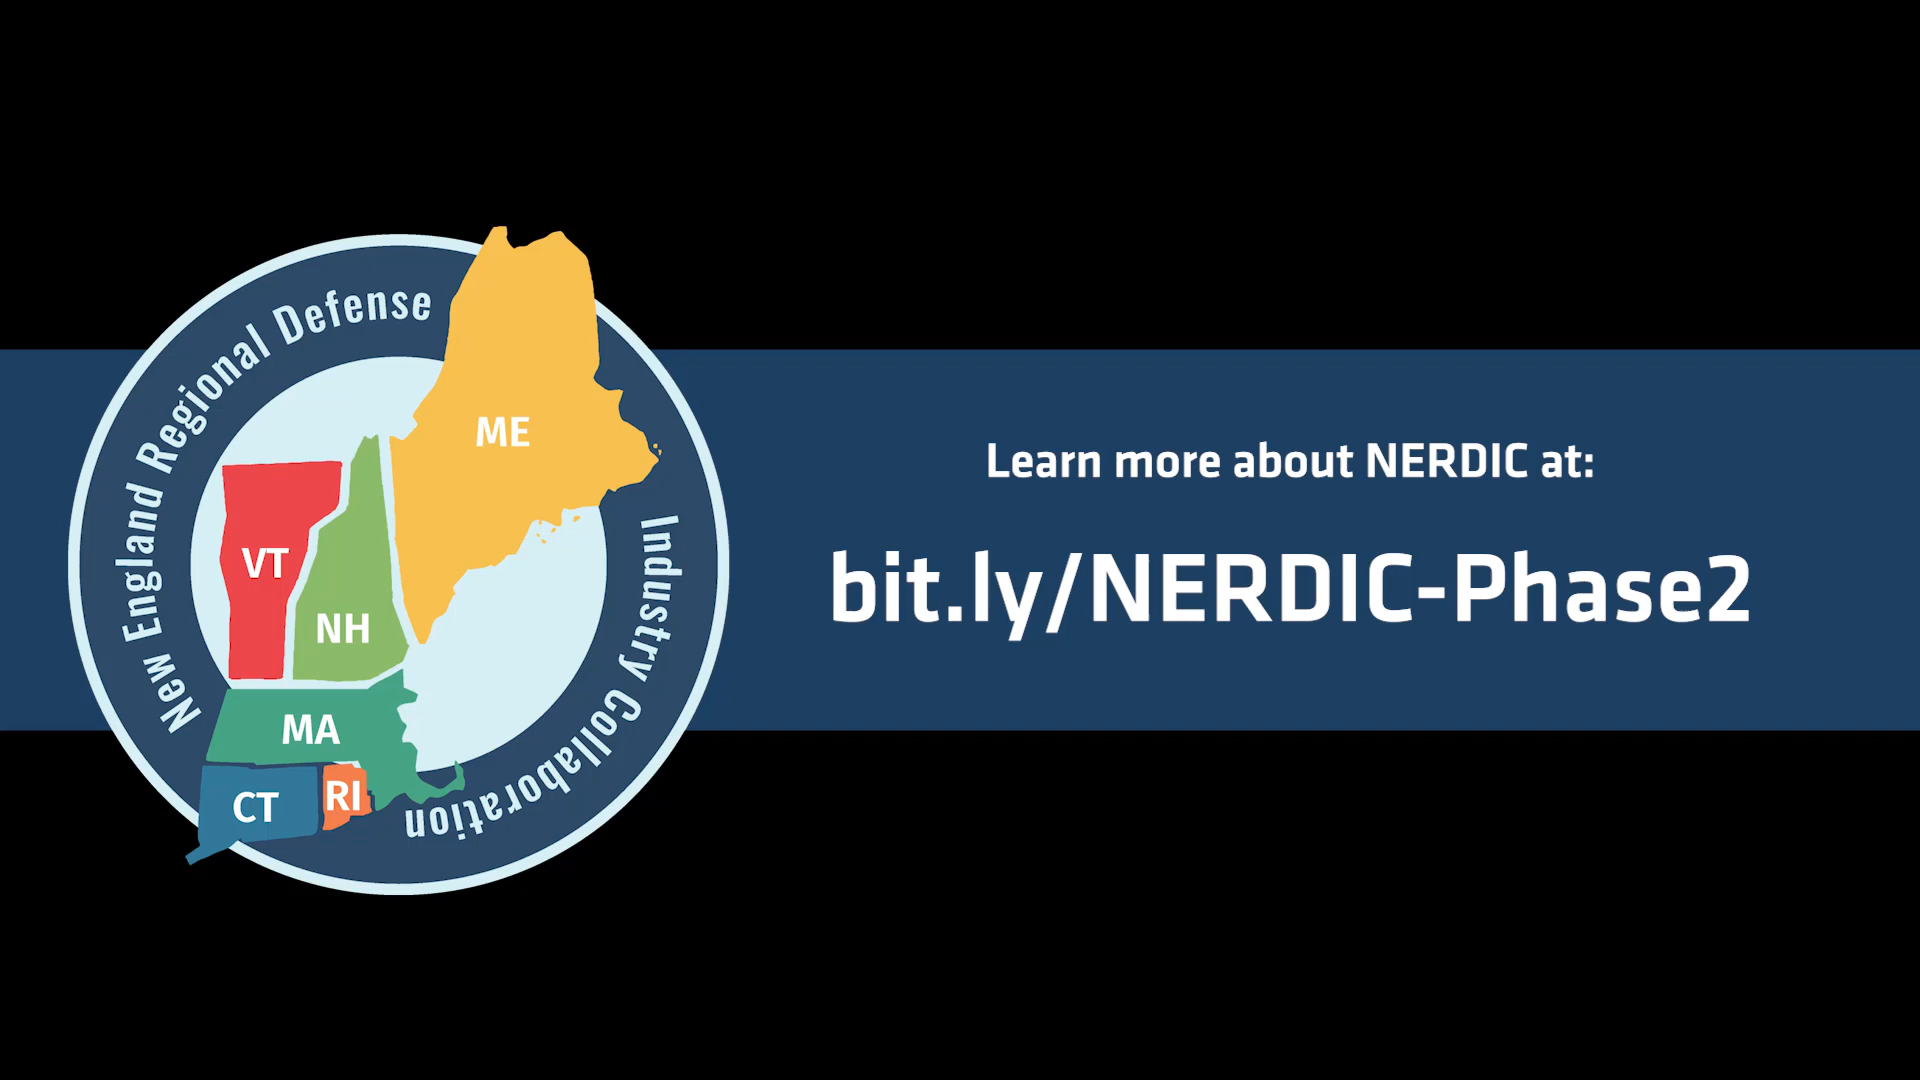 New England Regional Defense
Industry Collaboration
ME
VT
NH
MA
CT
RI
Learn more about NERDIC at:
bit.ly/NERDIC-Phase2